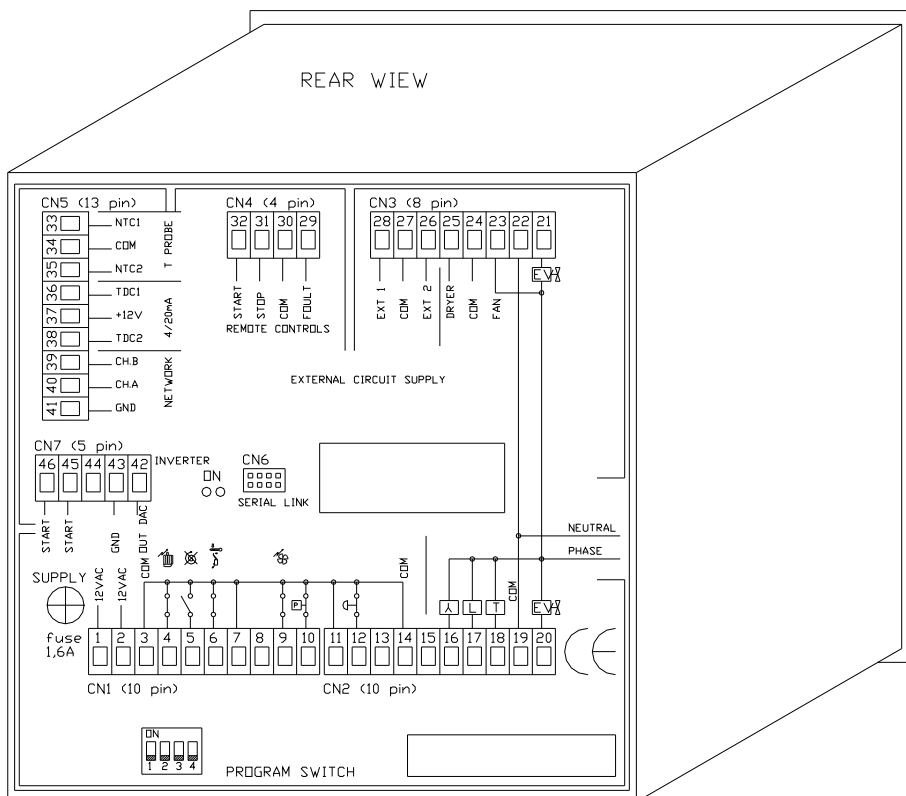 REAR WIEW
CN5 (13 pin)
33 NTC1
34 COM
35 NTC2
T PROBE
36 TDC1
37 +12V
38 TDC2
4/20mA
39 CH.B
40 CH.A
41 GND
NETWORK
CN4 (4 pin)
32 31 30 29
START
STOP
COM
FOULT
REMOTE CONTROLS
CN3 (8 pin)
28 27 26 25 24 23 22 21
EXT 1
COM
EXT 2
DRYER
COM
FAN
EV
EXTERNAL CIRCUIT SUPPLY
CN7 (5 pin)
46 45 44 43 42
INVERTER
START
START
GND
OUT DAC
ON
CN6
SERIAL LINK
NEUTRAL
PHASE
SUPPLY
12VAC
12VAC
COM
P
COM
L
T
COM
EV
fuse
1,6A
1 2 3 4 5 6 7 8 9 10 11 12 13 14 15 16 17 18 19 20
CN1 (10 pin)
CN2 (10 pin)
CE
ON
1 2 3 4
PROGRAM SWITCH